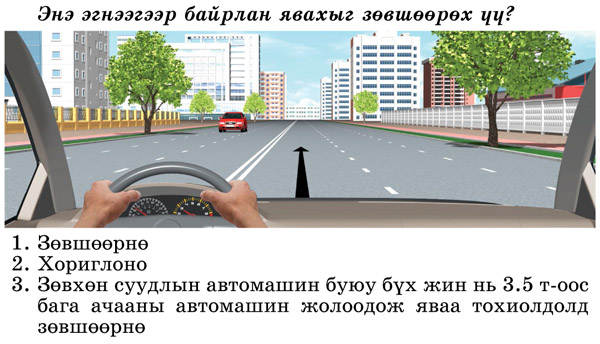 Энэ эгнээгээр байрлан явахыг зөвшөөрөх үү?
1. Зөвшөөрнө
2. Хориглоно
3. Зөвхөн суудлын автомашин буюу бүх жин нь 3.5 т-оос
бага ачааны автомашин жолоодож яваа тохиолдолд
зөвшөөрнө